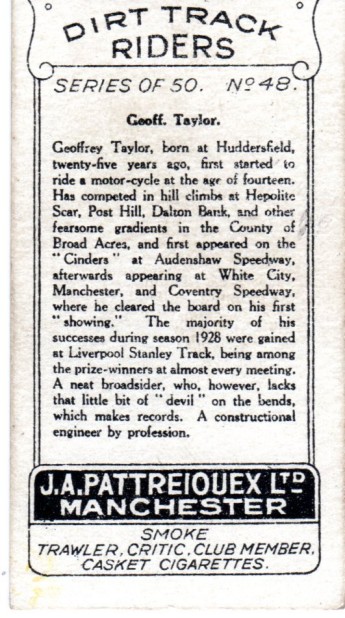 DIRT TRACK
RIDERS
SERIES OF 50. Nº 48.
Geoff. Taylor.
Geoffrey Taylor, born at Huddersfield,
twenty-five years ago, first started to
ride a motor-cycle at the age of fourteen.
Has competed in hill climbs at Hepolite
Scar, Post Hill, Dalton Bank, and other
fearsome gradients in the County of
Broad Acres, and first appeared on the
"Cinders" at Audenshaw Speedway,
afterwards appearing at White City,
Manchester, and Coventry Speedway,
where he cleared the board on his first
"showing." The majority of his
successes during season 1928 were gained
at Liverpool Stanley Track, being among
the prize-winners at almost every meeting.
A neat broadsider, who, however, lacks
that little bit of "devil" on the bends,
which makes records. A constructional
engineer by profession.
J.A.PATTREIOUEX LTD
MANCHESTER
SMOKE
TRAWLER, CRITIC, CLUB MEMBER,
CASKET CIGARETTES.